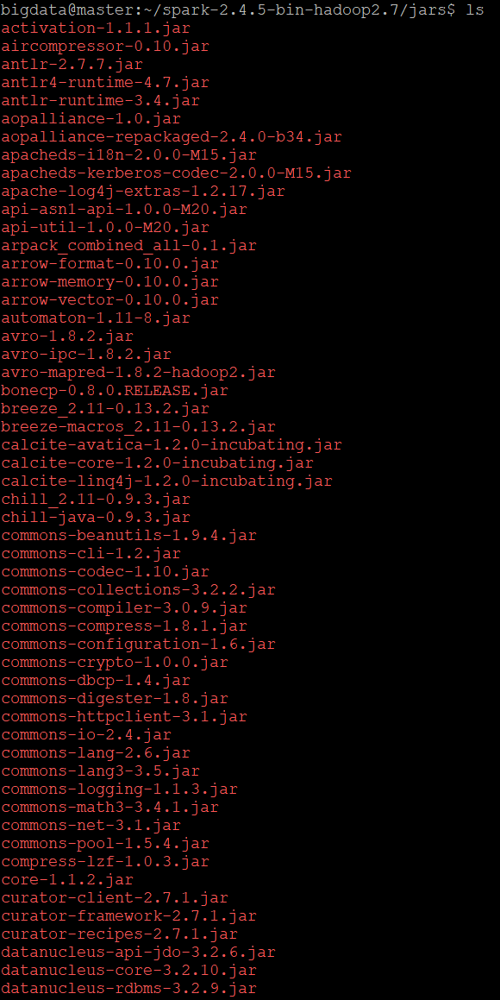 bigdata@master:~/spark-2.4.5-bin-hadoop2.7/jars$ ls
activation-1.1.1.jar
aircompressor-0.10.jar
antlr-2.7.7.jar
antlr4-runtime-4.7.jar
antlr-runtime-3.4.jar
aopalliance-1.0.jar
aopalliance-repackaged-2.4.0-b34.jar
apacheds-i18n-2.0.0-M15.jar
apacheds-kerberos-codec-2.0.0-M15.jar
apache-log4j-extras-1.2.17.jar
api-asn1-api-1.0.0-M20.jar
api-util-1.0.0-M20.jar
arpack_combined_all-0.1.jar
arrow-format-0.10.0.jar
arrow-memory-0.10.0.jar
arrow-vector-0.10.0.jar
automaton-1.11-8.jar
avro-1.8.2.jar
avro-ipc-1.8.2.jar
avro-mapred-1.8.2-hadoop2.jar
bonecp-0.8.0.RELEASE.jar
breeze_2.11-0.13.2.jar
breeze-macros_2.11-0.13.2.jar
calcite-avatica-1.2.0-incubating.jar
calcite-core-1.2.0-incubating.jar
calcite-linq4j-1.2.0-incubating.jar
chill_2.11-0.9.3.jar
chill-java-0.9.3.jar
commons-beanutils-1.9.4.jar
commons-cli-1.2.jar
commons-codec-1.10.jar
commons-collections-3.2.2.jar
commons-compiler-3.0.9.jar
commons-compress-1.8.1.jar
commons-configuration-1.6.jar
commons-crypto-1.0.0.jar
commons-dbcp-1.4.jar
commons-digester-1.8.jar
commons-httpclient-3.1.jar
commons-io-2.4.jar
commons-lang-2.6.jar
commons-lang3-3.5.jar
commons-logging-1.1.3.jar
commons-math3-3.4.1.jar
commons-net-3.1.jar
commons-pool-1.5.4.jar
compress-lzf-1.0.3.jar
core-1.1.2.jar
curator-client-2.7.1.jar
curator-framework-2.7.1.jar
curator-recipes-2.7.1.jar
datanucleus-api-jdo-3.2.6.jar
datanucleus-core-3.2.10.jar
datanucleus-rdbms-3.2.9.jar